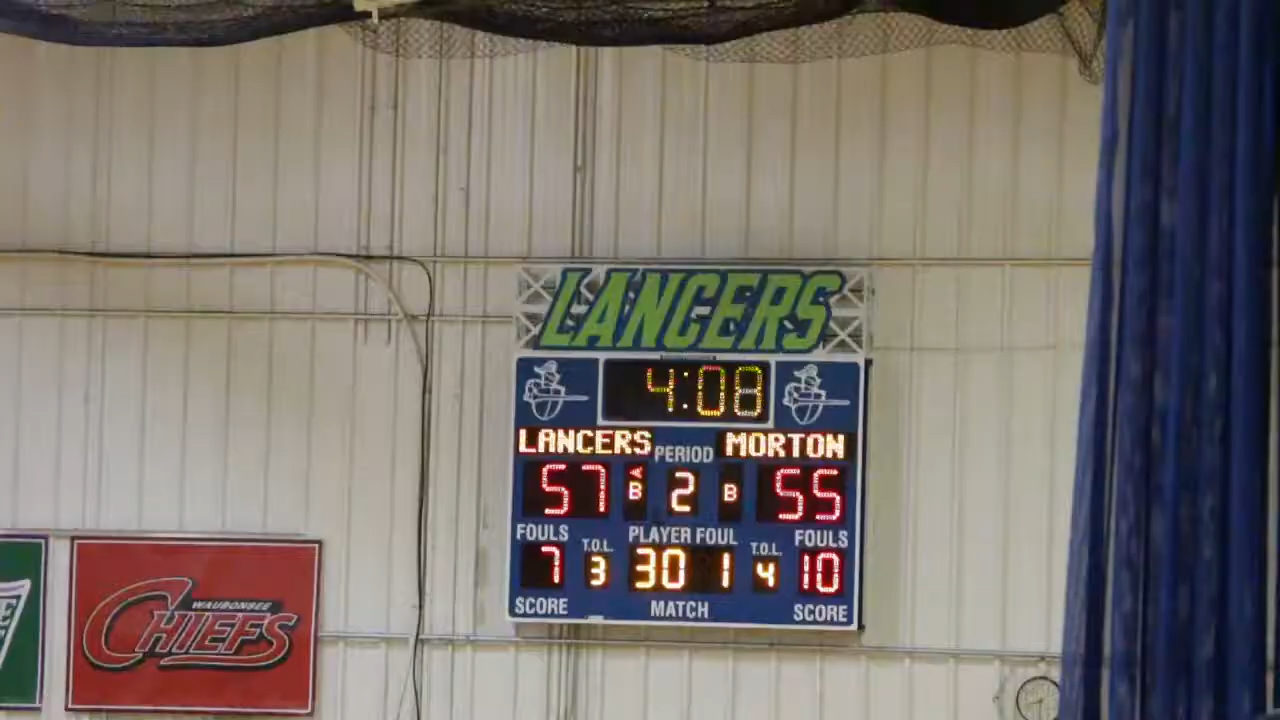 LANCERS
4:08
LANCERS PERIOD MORTON
57 A B 2 B 55
FOULS T.O.L. PLAYER FOUL T.O.L. FOULS
7 3 30 1 4 10
SCORE MATCH SCORE
WAUBONSEE
CHIEFS